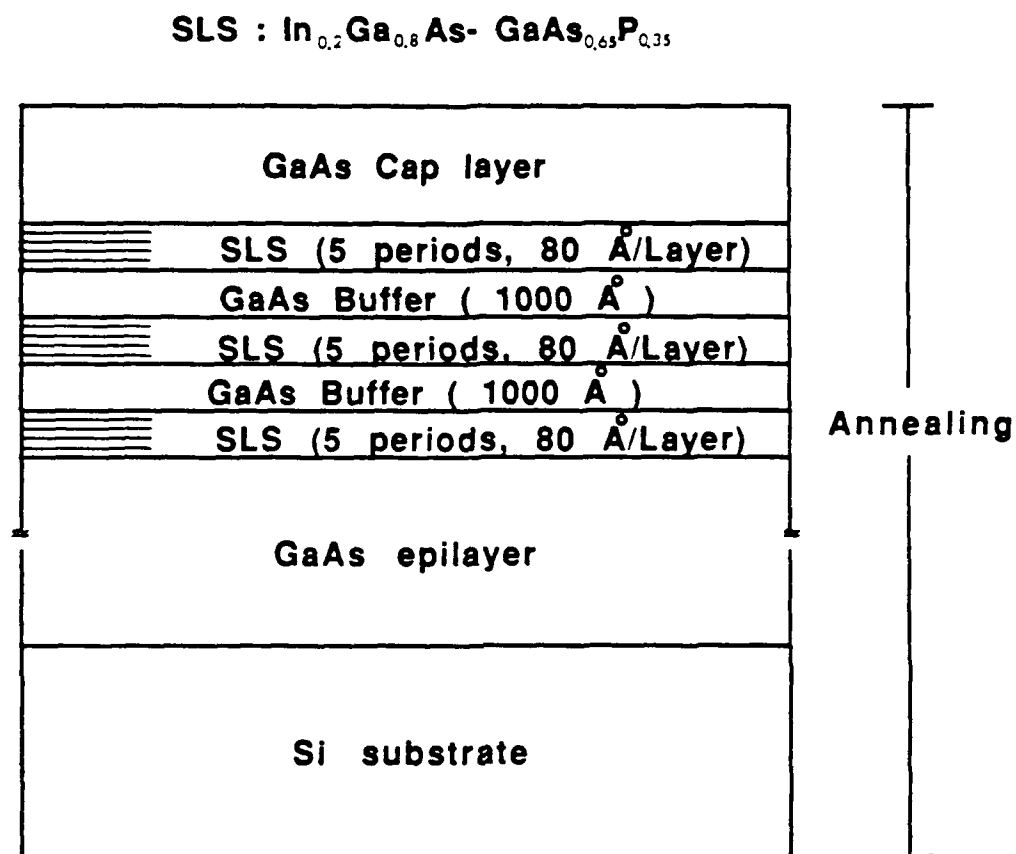 SLS : In0.2Ga0.8As- GaAs0.65P0.35
GaAs Cap layer
SLS (5 periods, 80 Å/Layer)
GaAs Buffer ( 1000 Å )
SLS (5 periods, 80 Å/Layer)
GaAs Buffer ( 1000 Å )
SLS (5 periods, 80 Å/Layer)
Annealing
GaAs epilayer
Si substrate